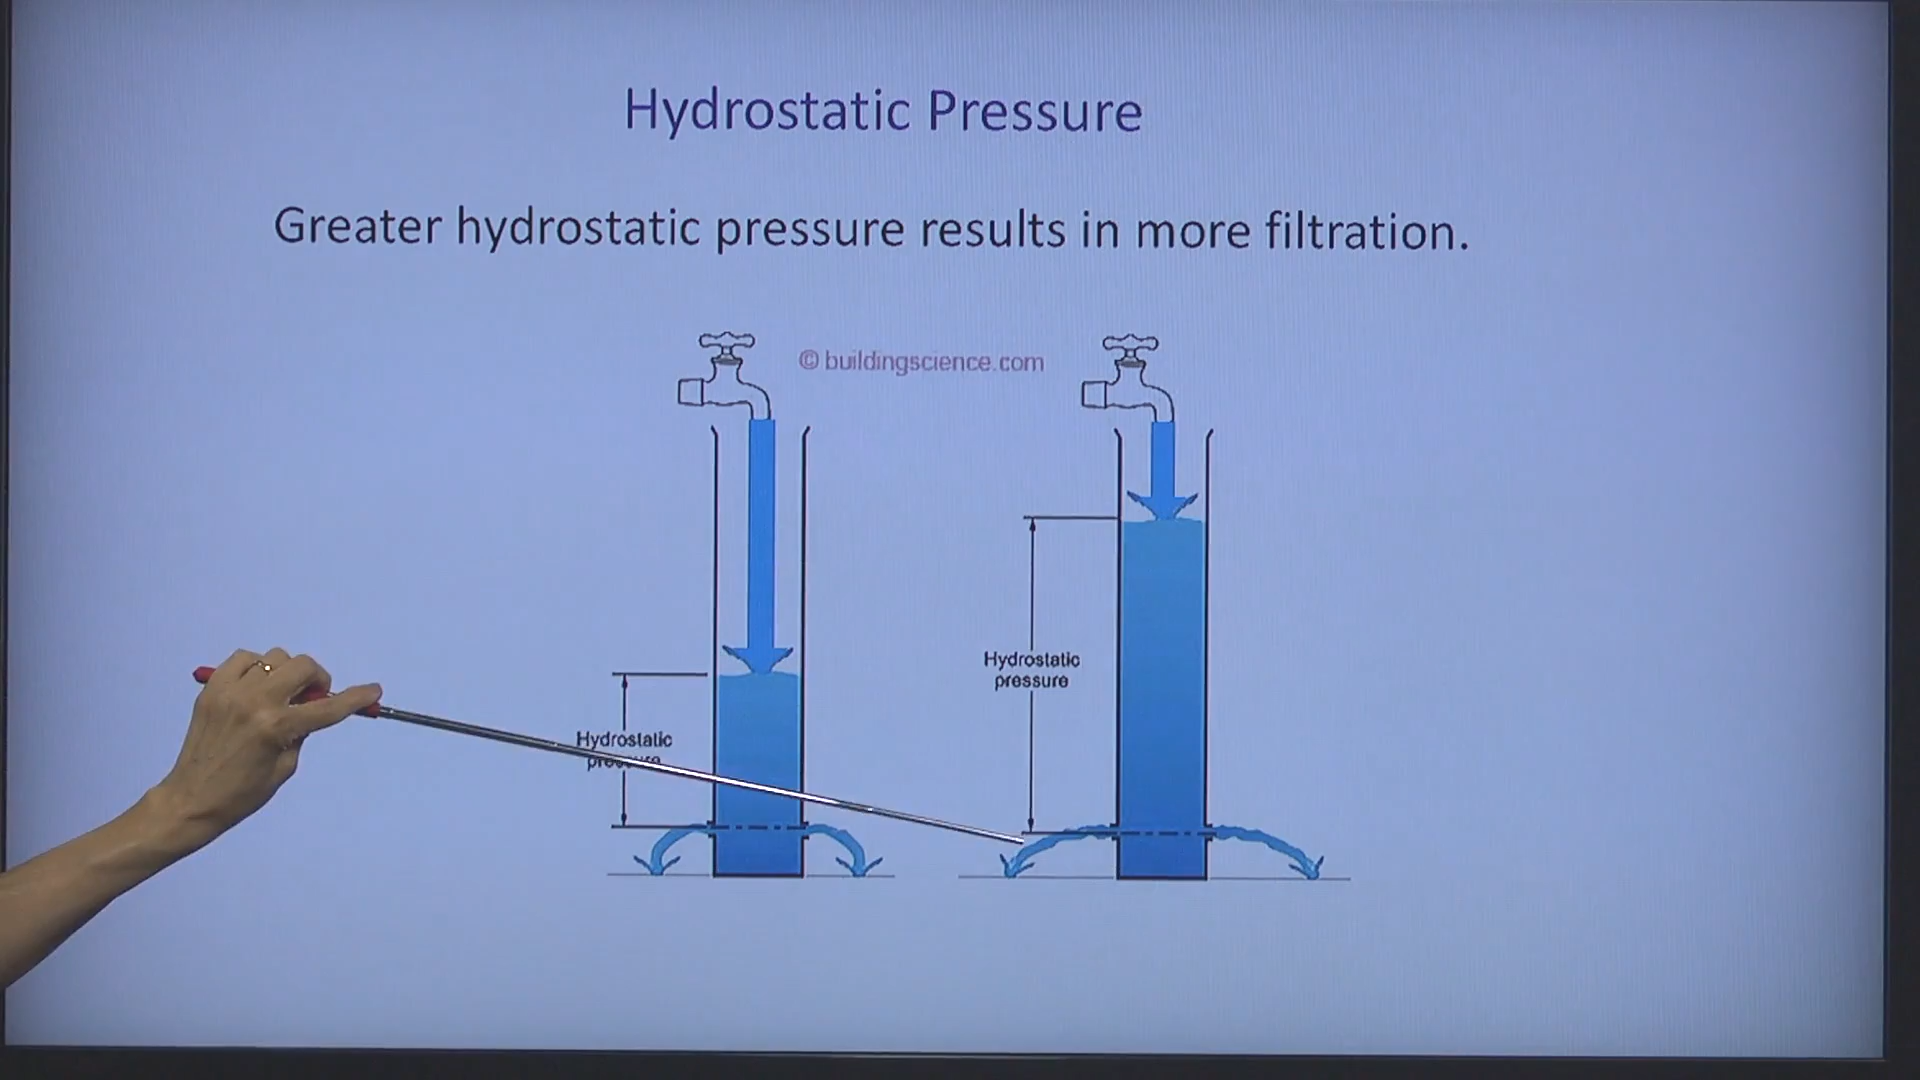 Hydrostatic Pressure
Greater hydrostatic pressure results in more filtration.
© buildingscience.com
Hydrostatic
pressure
Hydrostatic